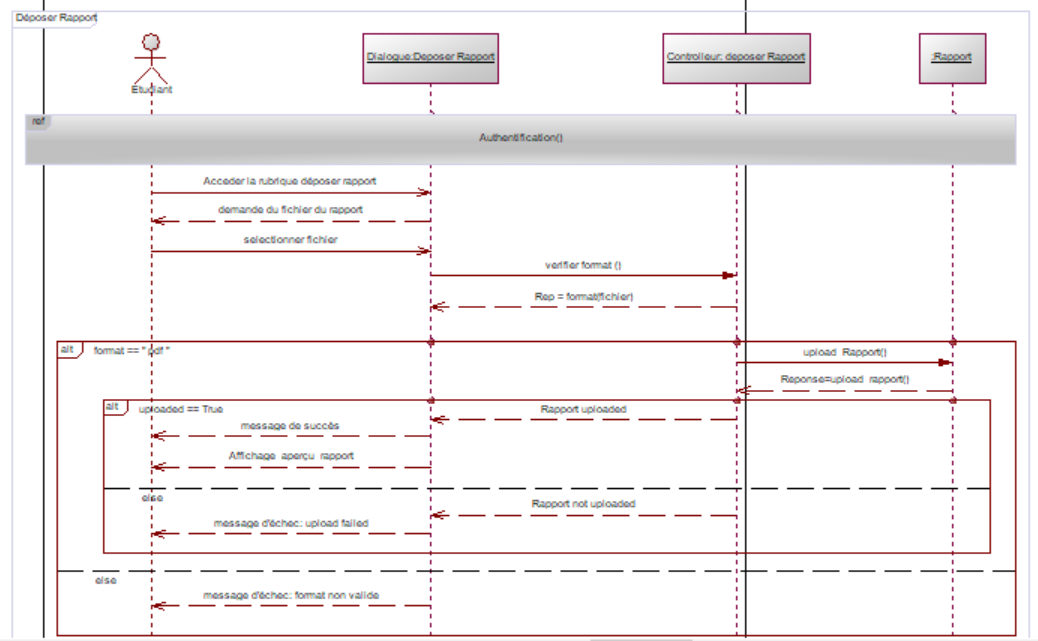 Déposer Rapport
Etudiant
Dialogue:Deposer Rapport
Controlleur: deposer Rapport
:Rapport
ref
Authentification()
Acceder la rubrique déposer rapport
demande du fichier du rapport
selectionner fichier
verifier format ()
Rep = format(fichier)
alt
format == " pdf "
upload Rapport()
Reponse=upload rapport()
alt
uploaded == True
Rapport uploaded
message de succès
Affichage aperçu rapport
else
Rapport not uploaded
message d'échec: upload failed
else
message d'échec: format non valide